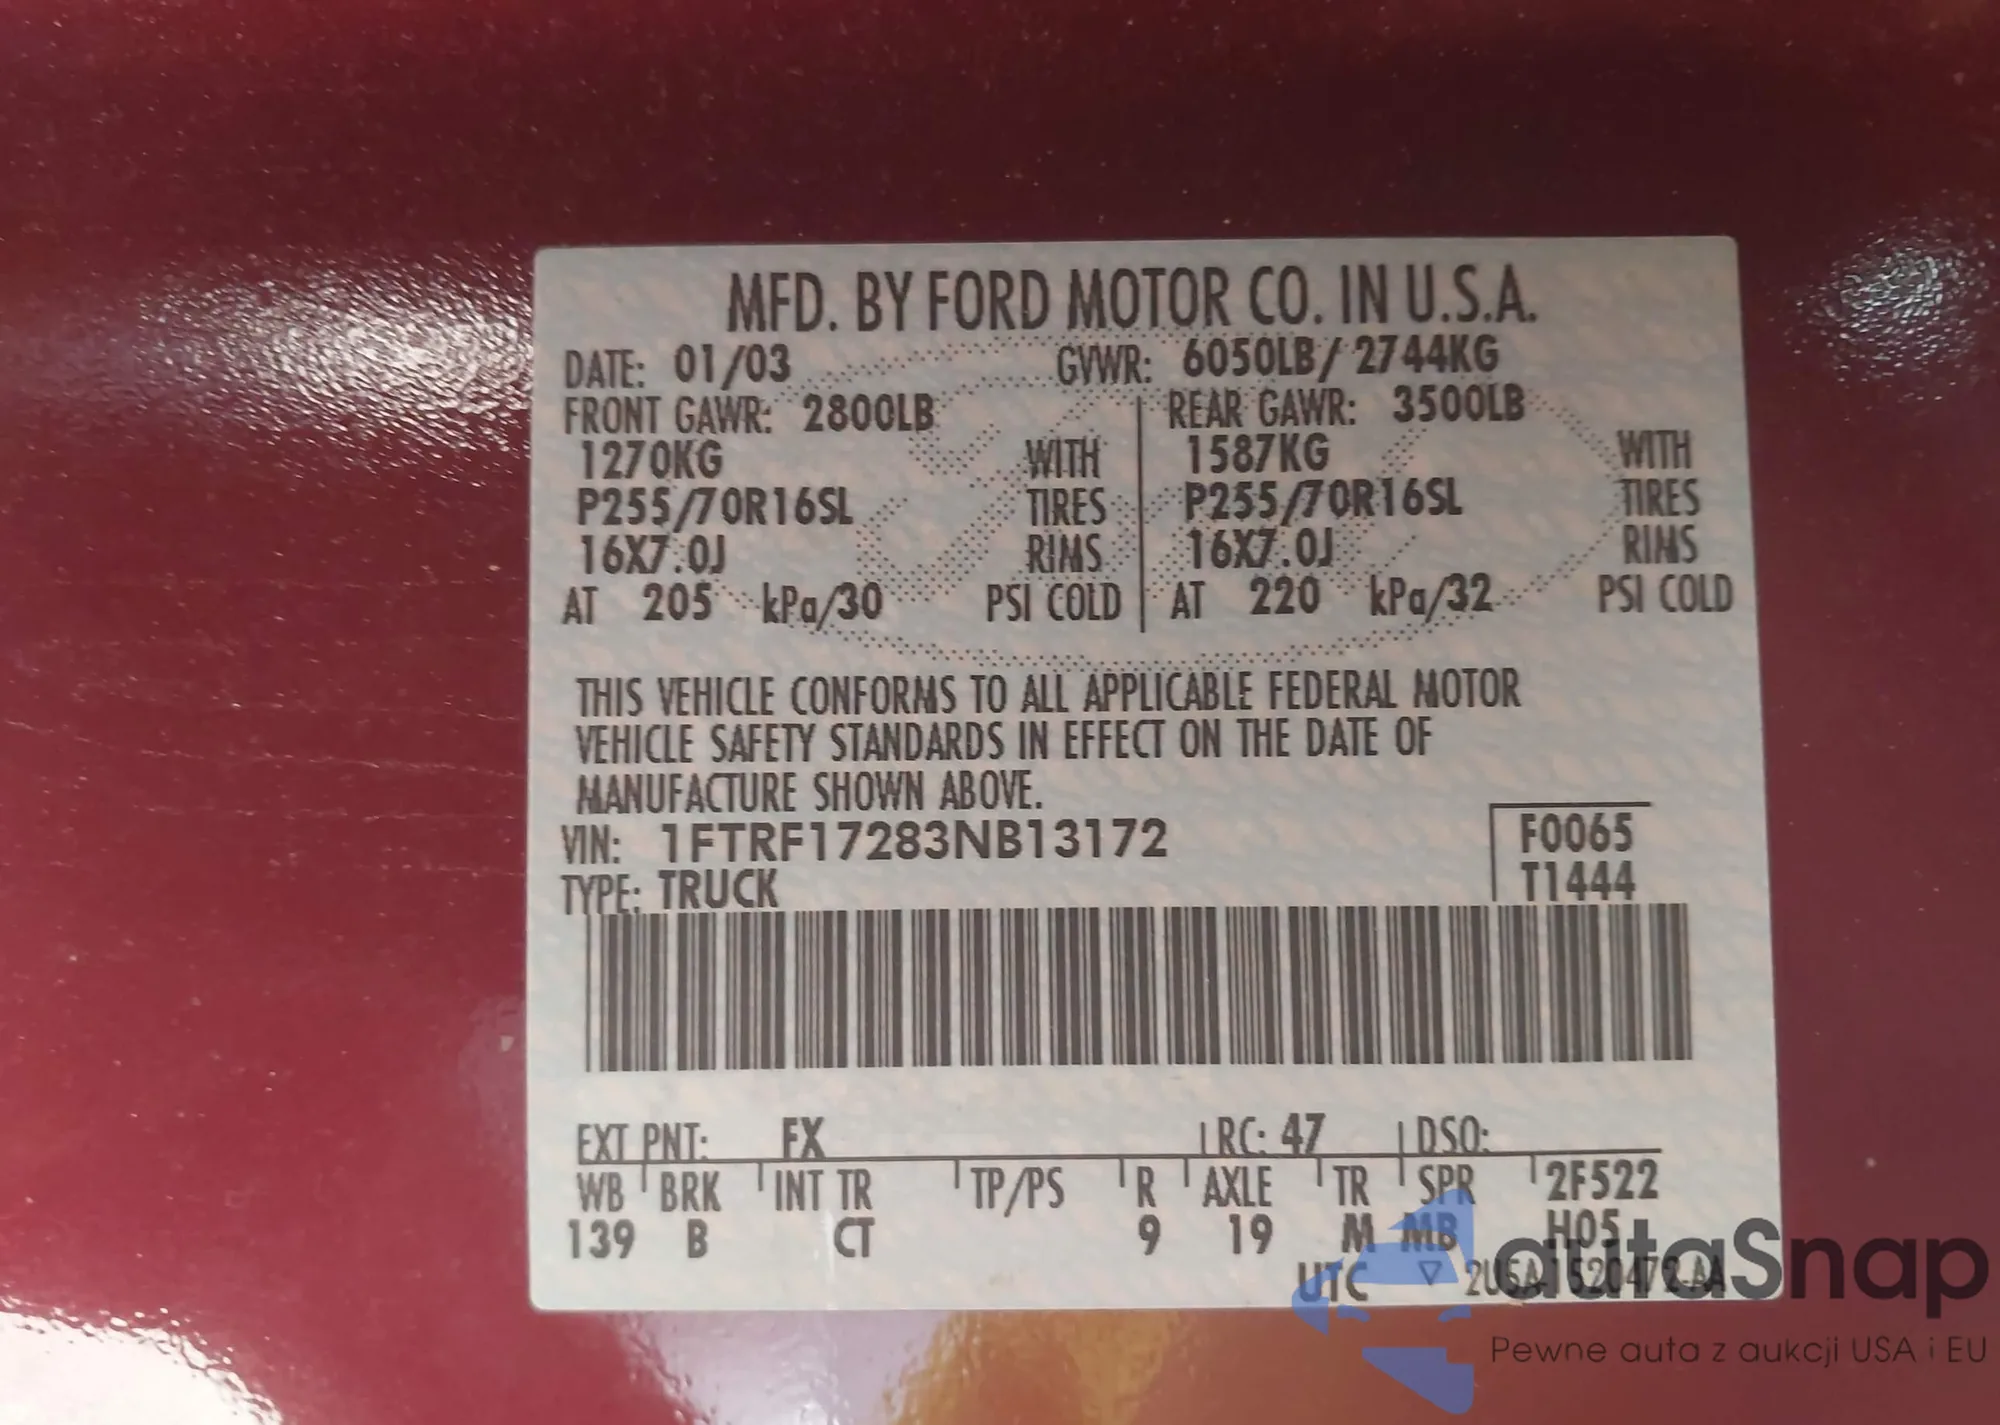 MFD. BY FORD MOTOR CO. IN U.S.A.
DATE: 01/03 GVWR: 6050LB/ 2744KG
FRONT GAWR: 2800LB REAR GAWR: 3500LB
1270KG WITH 1587KG WITH
P255/70R16SL TIRES P255/70R16SL TIRES
16X7.0J RIMS 16X7.0J RIMS
AT 205 kPa/30 PSI COLD AT 220 kPa/32 PSI COLD
THIS VEHICLE CONFORMS TO ALL APPLICABLE FEDERAL MOTOR
VEHICLE SAFETY STANDARDS IN EFFECT ON THE DATE OF
MANUFACTURE SHOWN ABOVE.
VIN: 1FTRF17283NB13172 F0065
TYPE: TRUCK T1444
EXT PNT: FX RC: 47 DSO:
WB BRK INT TR TP/PS R AXLE TR SPR 2F522
139 B CT 9 19 M MB H05
UTC ▽ 2U5A-1520472-AA
autaSnap
Pewne auta z aukcji USA i EU